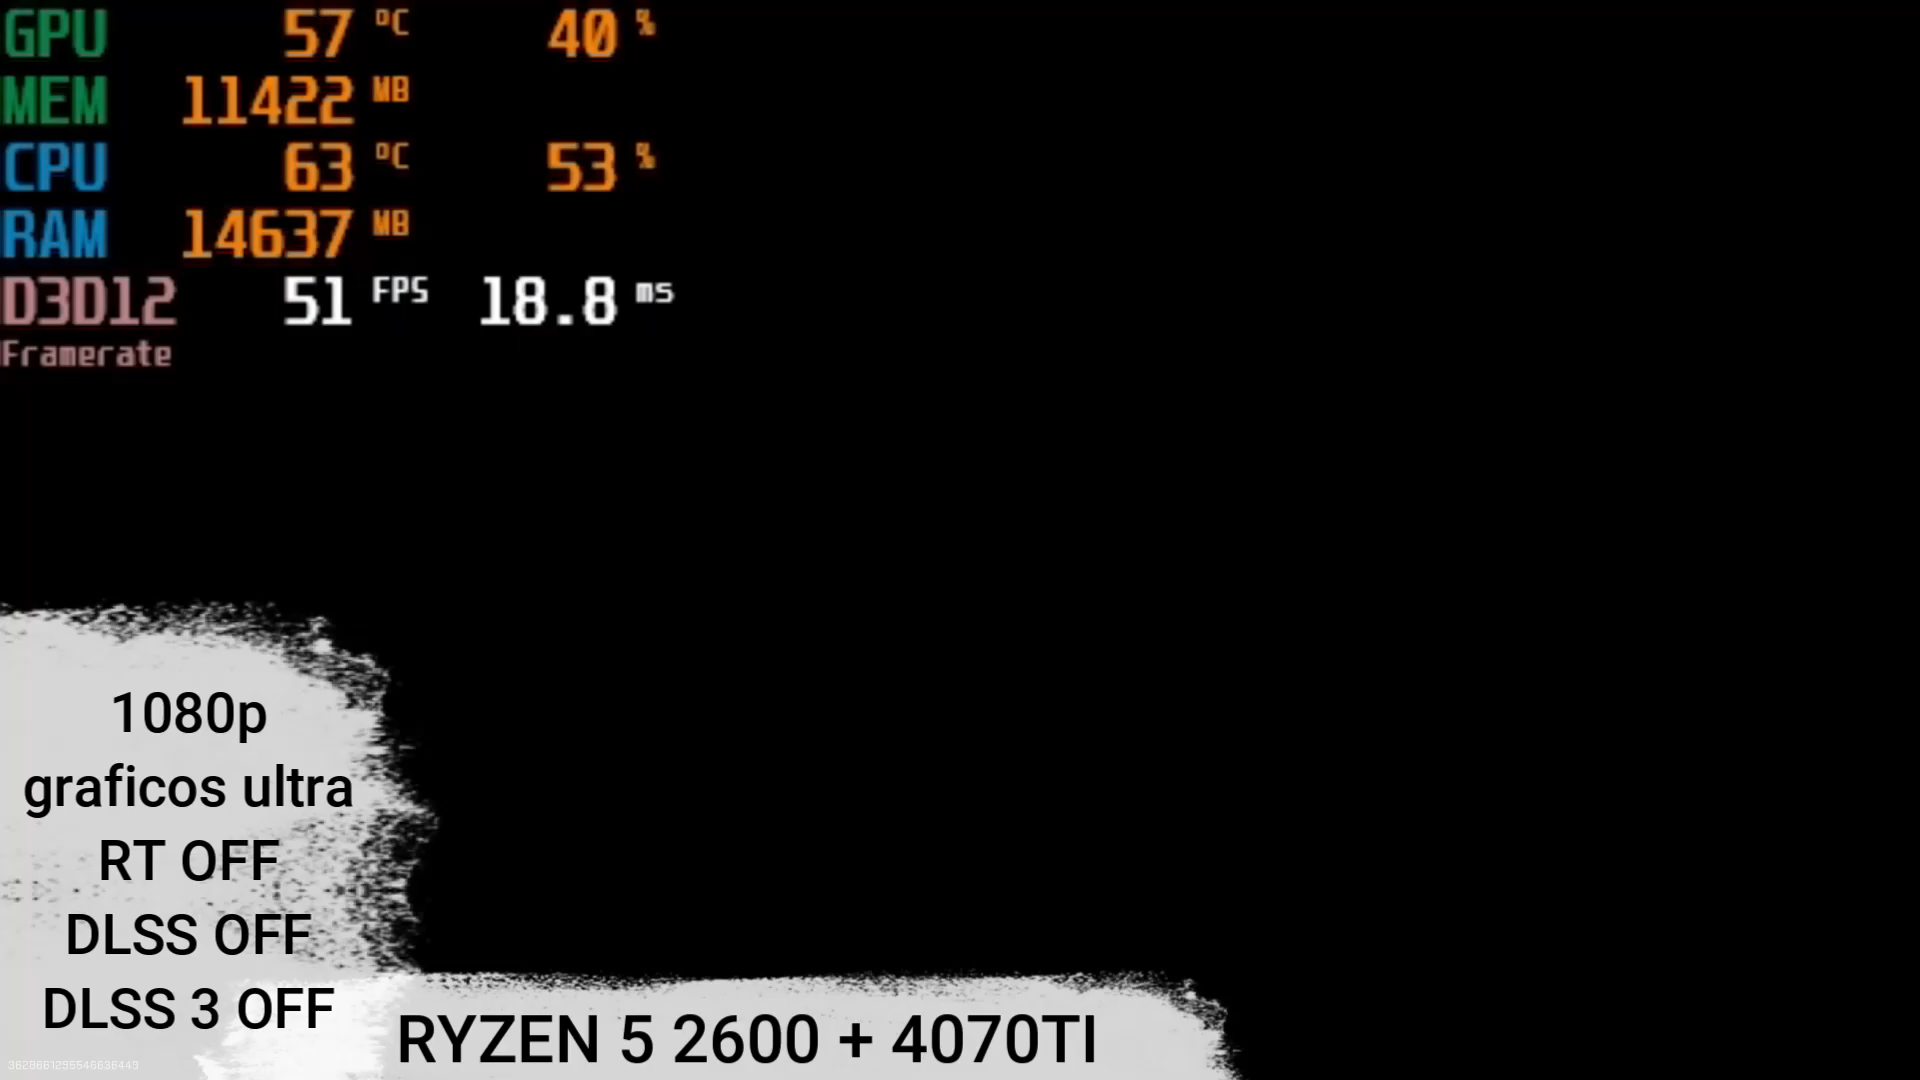 GPU 57 °C 40 %
MEM 11422 MB
CPU 63 °C 53 %
RAM 14637 MB
D3D12 51 FPS 18.8 ms
Framerate
1080p
graficos ultra
RT OFF
DLSS OFF
DLSS 3 OFF
RYZEN 5 2600 + 4070TI